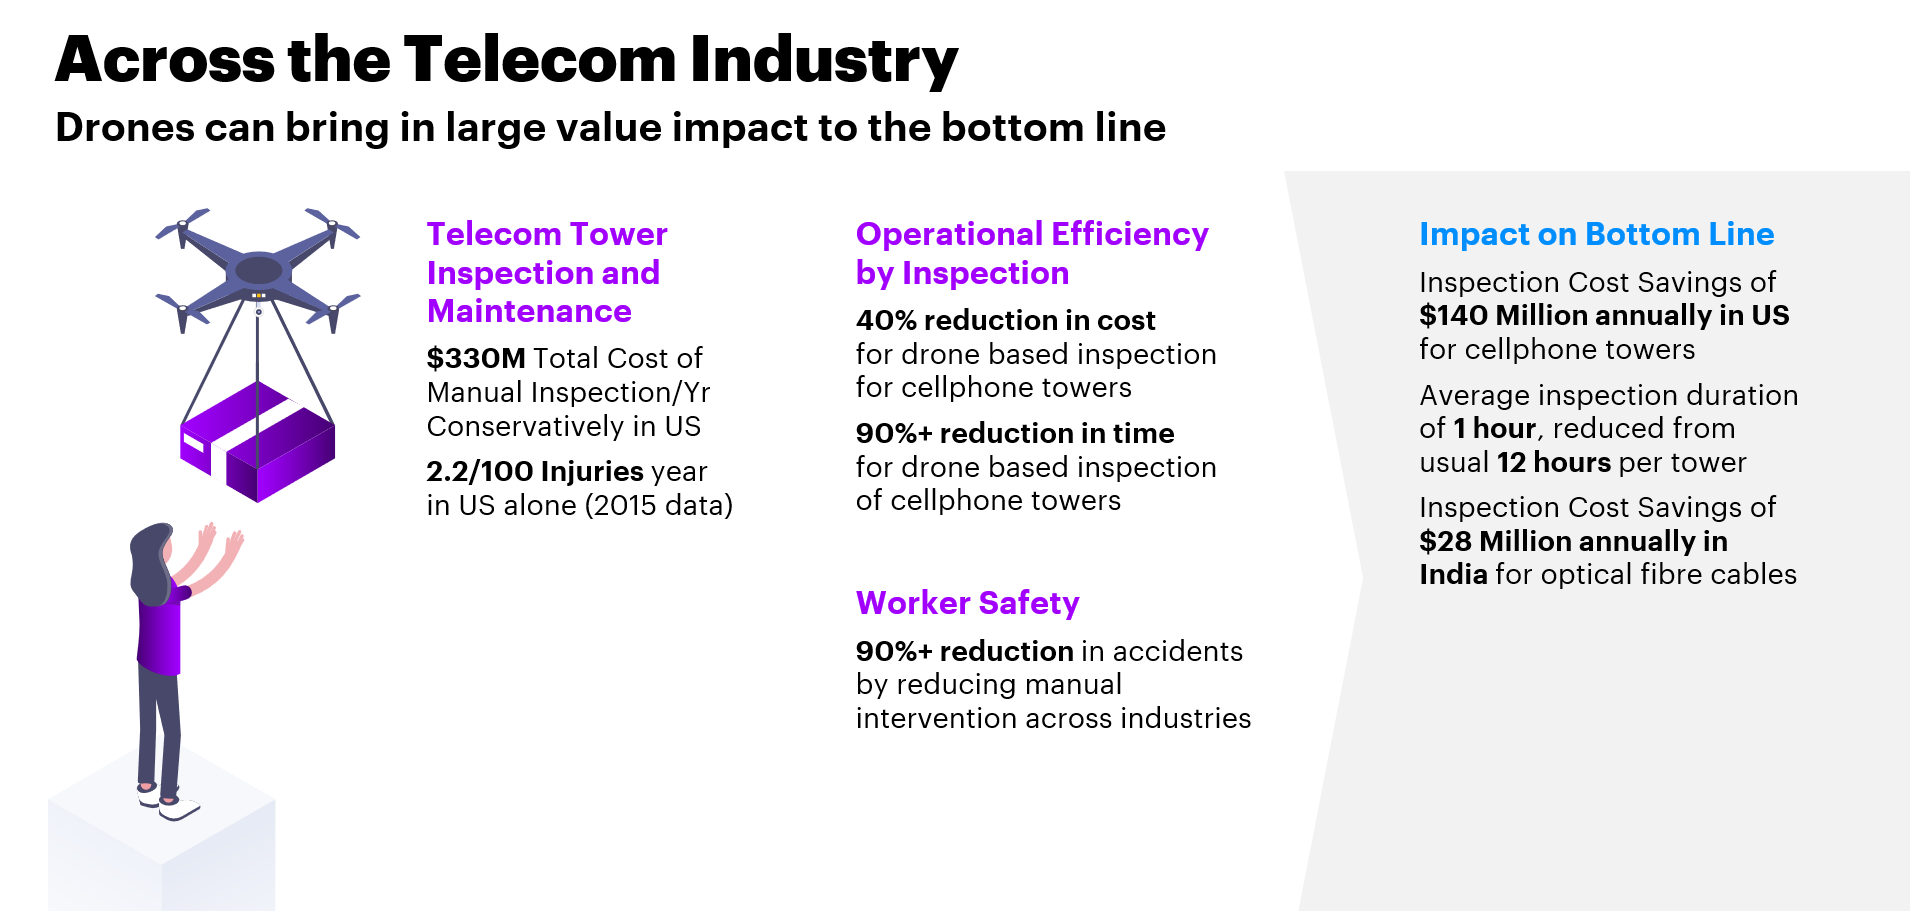 Across the Telecom Industry
Drones can bring in large value impact to the bottom line
Telecom Tower
Inspection and
Maintenance
$330M Total Cost of
Manual Inspection/Yr
Conservatively in US
2.2/100 Injuries year
in US alone (2015 data)
Operational Efficiency
by Inspection
40% reduction in cost
for drone based inspection
for cellphone towers
90%+ reduction in time
for drone based inspection
of cellphone towers
Worker Safety
90%+ reduction in accidents
by reducing manual
intervention across industries
Impact on Bottom Line
Inspection Cost Savings of
$140 Million annually in US
for cellphone towers
Average inspection duration
of 1 hour, reduced from
usual 12 hours per tower
Inspection Cost Savings of
$28 Million annually in
India for optical fibre cables